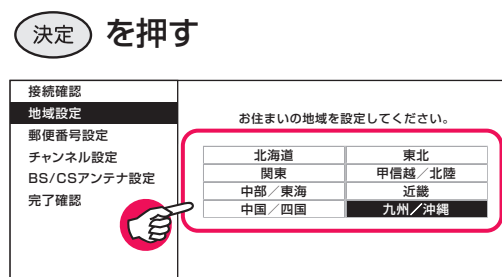 決定 を押す
接続確認
地域設定
郵便番号設定
チャンネル設定
BS/CSアンテナ設定
完了確認
お住まいの地域を設定してください。
北海道 東北
関東 甲信越／北陸
中部／東海 近畿
中国／四国 九州／沖縄